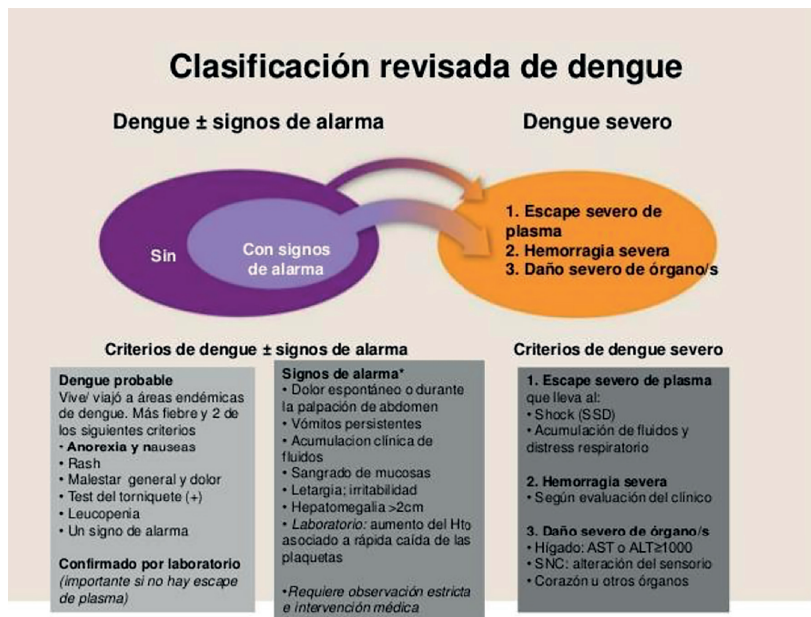 Clasificación revisada de dengue
Dengue ± signos de alarma
Dengue severo
Sin
Con signos
de alarma
1. Escape severo de
plasma
2. Hemorragia severa
3. Daño severo de órgano/s
Criterios de dengue ± signos de alarma
Criterios de dengue severo
Dengue probable
Vive/ viajó a áreas endémicas
de dengue. Más fiebre y 2 de
los siguientes criterios
• Anorexia y nauseas
• Rash
• Malestar general y dolor
• Test del torniquete (+)
• Leucopenia
• Un signo de alarma
Confirmado por laboratorio
(importante si no hay escape
de plasma)
Signos de alarma*
• Dolor espontáneo o durante
la palpación de abdomen
• Vómitos persistentes
• Acumulacion clínica de
fluidos
• Sangrado de mucosas
• Letargia; irritabilidad
• Hepatomegalia >2cm
• Laboratorio: aumento del Hto
asociado a rápida caída de las
plaquetas
•Requiere observación estricta
e intervención médica
1. Escape severo de plasma
que lleva al:
• Shock (SSD)
• Acumulación de fluidos y
distress respiratorio
2. Hemorragia severa
• Según evaluación del clínico
3. Daño severo de órgano/s
• Hígado: AST o ALT≥1000
• SNC: alteración del sensorio
• Corazón u otros órganos